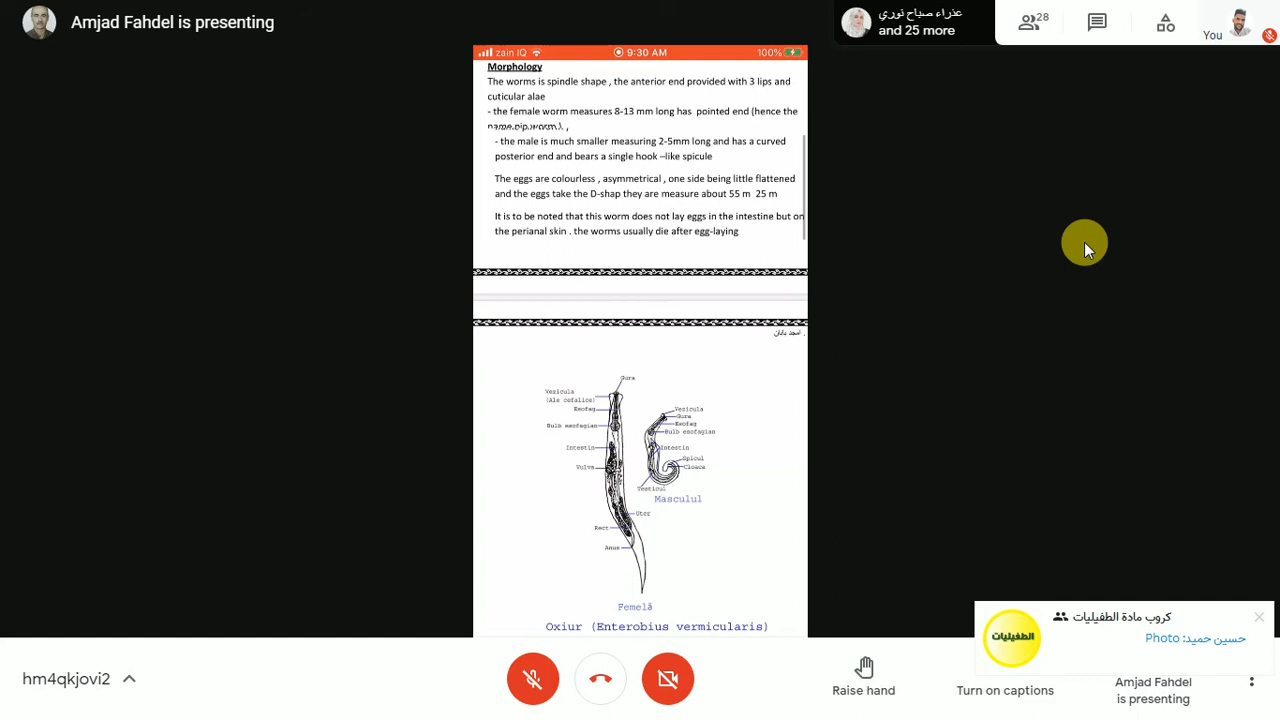 Amjad Fahdel is presenting
عذراء صباح نوري
and 25 more
28
You
zain IQ
9:30 AM
100%
Morphology
The worms is spindle shape , the anterior end provided with 3 lips and
cuticular alae
- the female worm measures 8-13 mm long has pointed end (hence the
name pip worm ). ,
- the male is much smaller measuring 2-5mm long and has a curved
posterior end and bears a single hook –like spicule
The eggs are colourless , asymmetrical , one side being little flattened
and the eggs take the D-shap they are measure about 55 m 25 m
It is to be noted that this worm does not lay eggs in the intestine but on
the perianal skin . the worms usually die after egg-laying
. امجد بابان
Gura
Vezicula
(Ale cefalice)
Esofag
Bulb esofagian
Intestin
Vulva
Uter
Rect
Anus
Femelă
Vezicula
Gura
Esofag
Bulb esofagian
Intestin
Spicul
Cloaca
Testicul
Masculul
Oxiur (Enterobius vermicularis)
كروب مادة الطفيليات
حسين حميد: Photo
الطفيليات
hm4qkjovi2
Raise hand
Turn on captions
Amjad Fahdel
is presenting